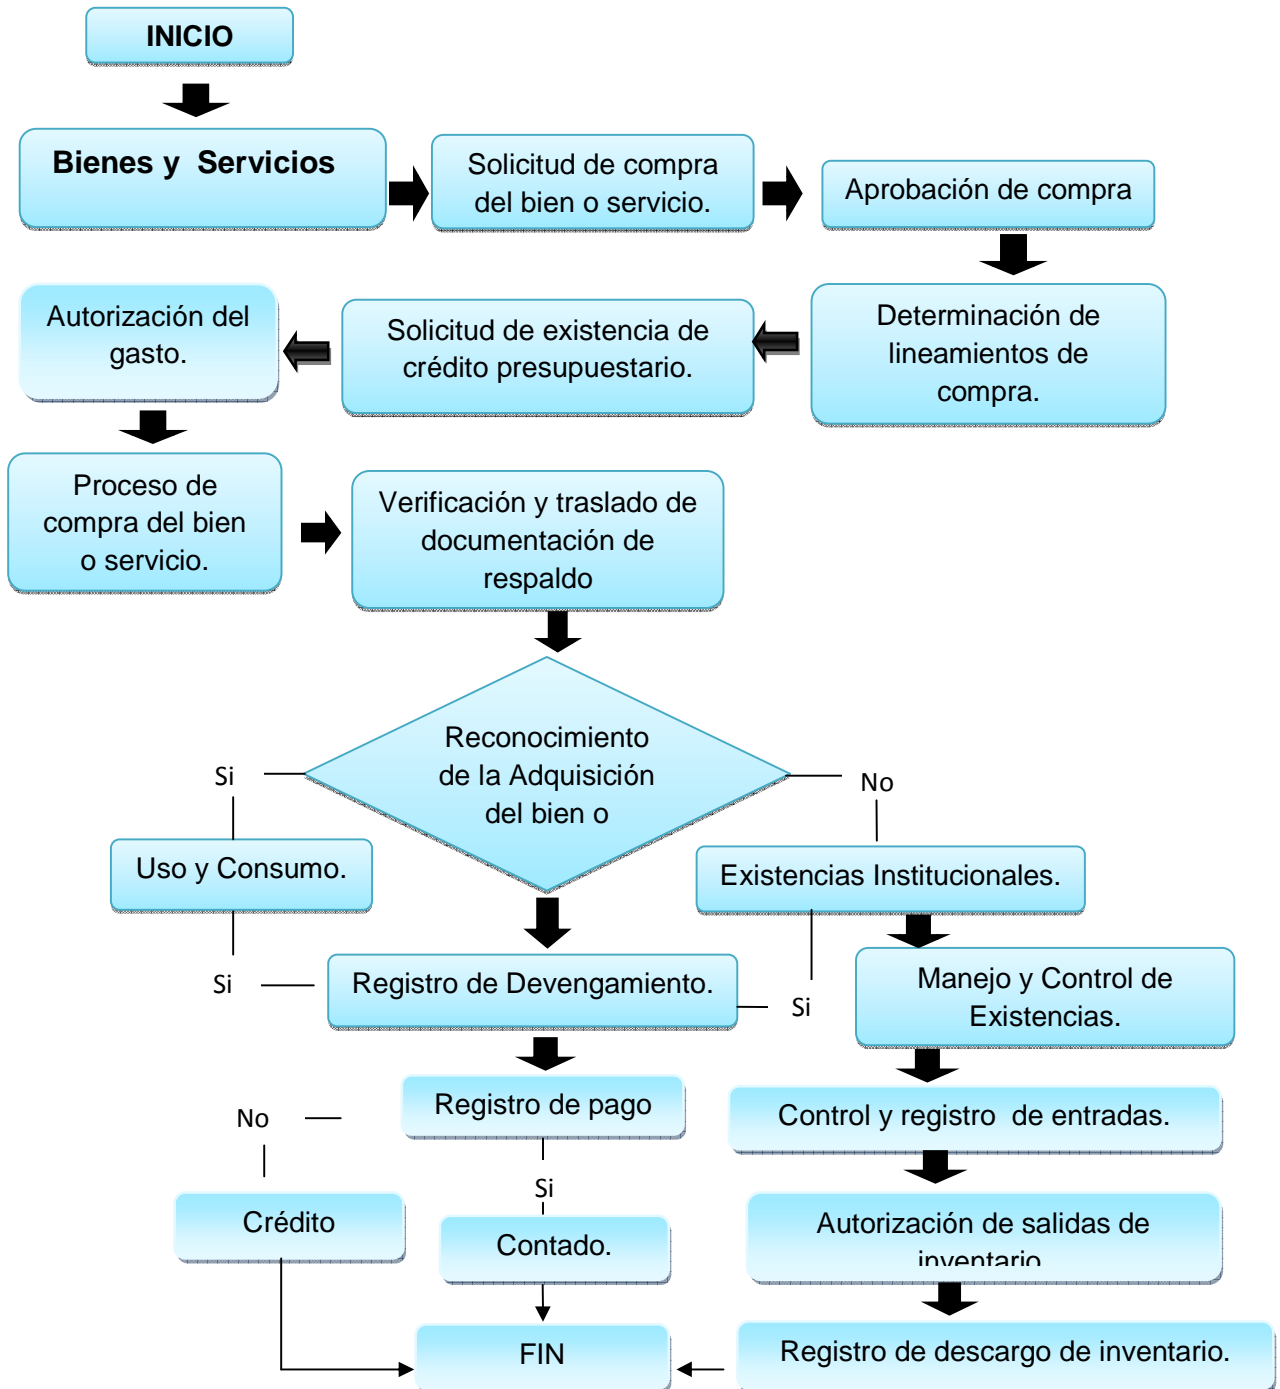 INICIO
Bienes y Servicios
Solicitud de compra
del bien o servicio.
Aprobación de compra
Determinación de
lineamientos de
compra.
Solicitud de existencia de
crédito presupuestario.
Autorización del
gasto.
Proceso de
compra del bien
o servicio.
Verificación y traslado de
documentación de
respaldo
Reconocimiento
de la Adquisición
del bien o
Si
No
Uso y Consumo.
Existencias Institucionales.
Si
Registro de Devengamiento.
Si
Manejo y Control de
Existencias.
Registro de pago
No
Si
Control y registro de entradas.
Crédito
Contado.
Autorización de salidas de
inventario
FIN
Registro de descargo de inventario.